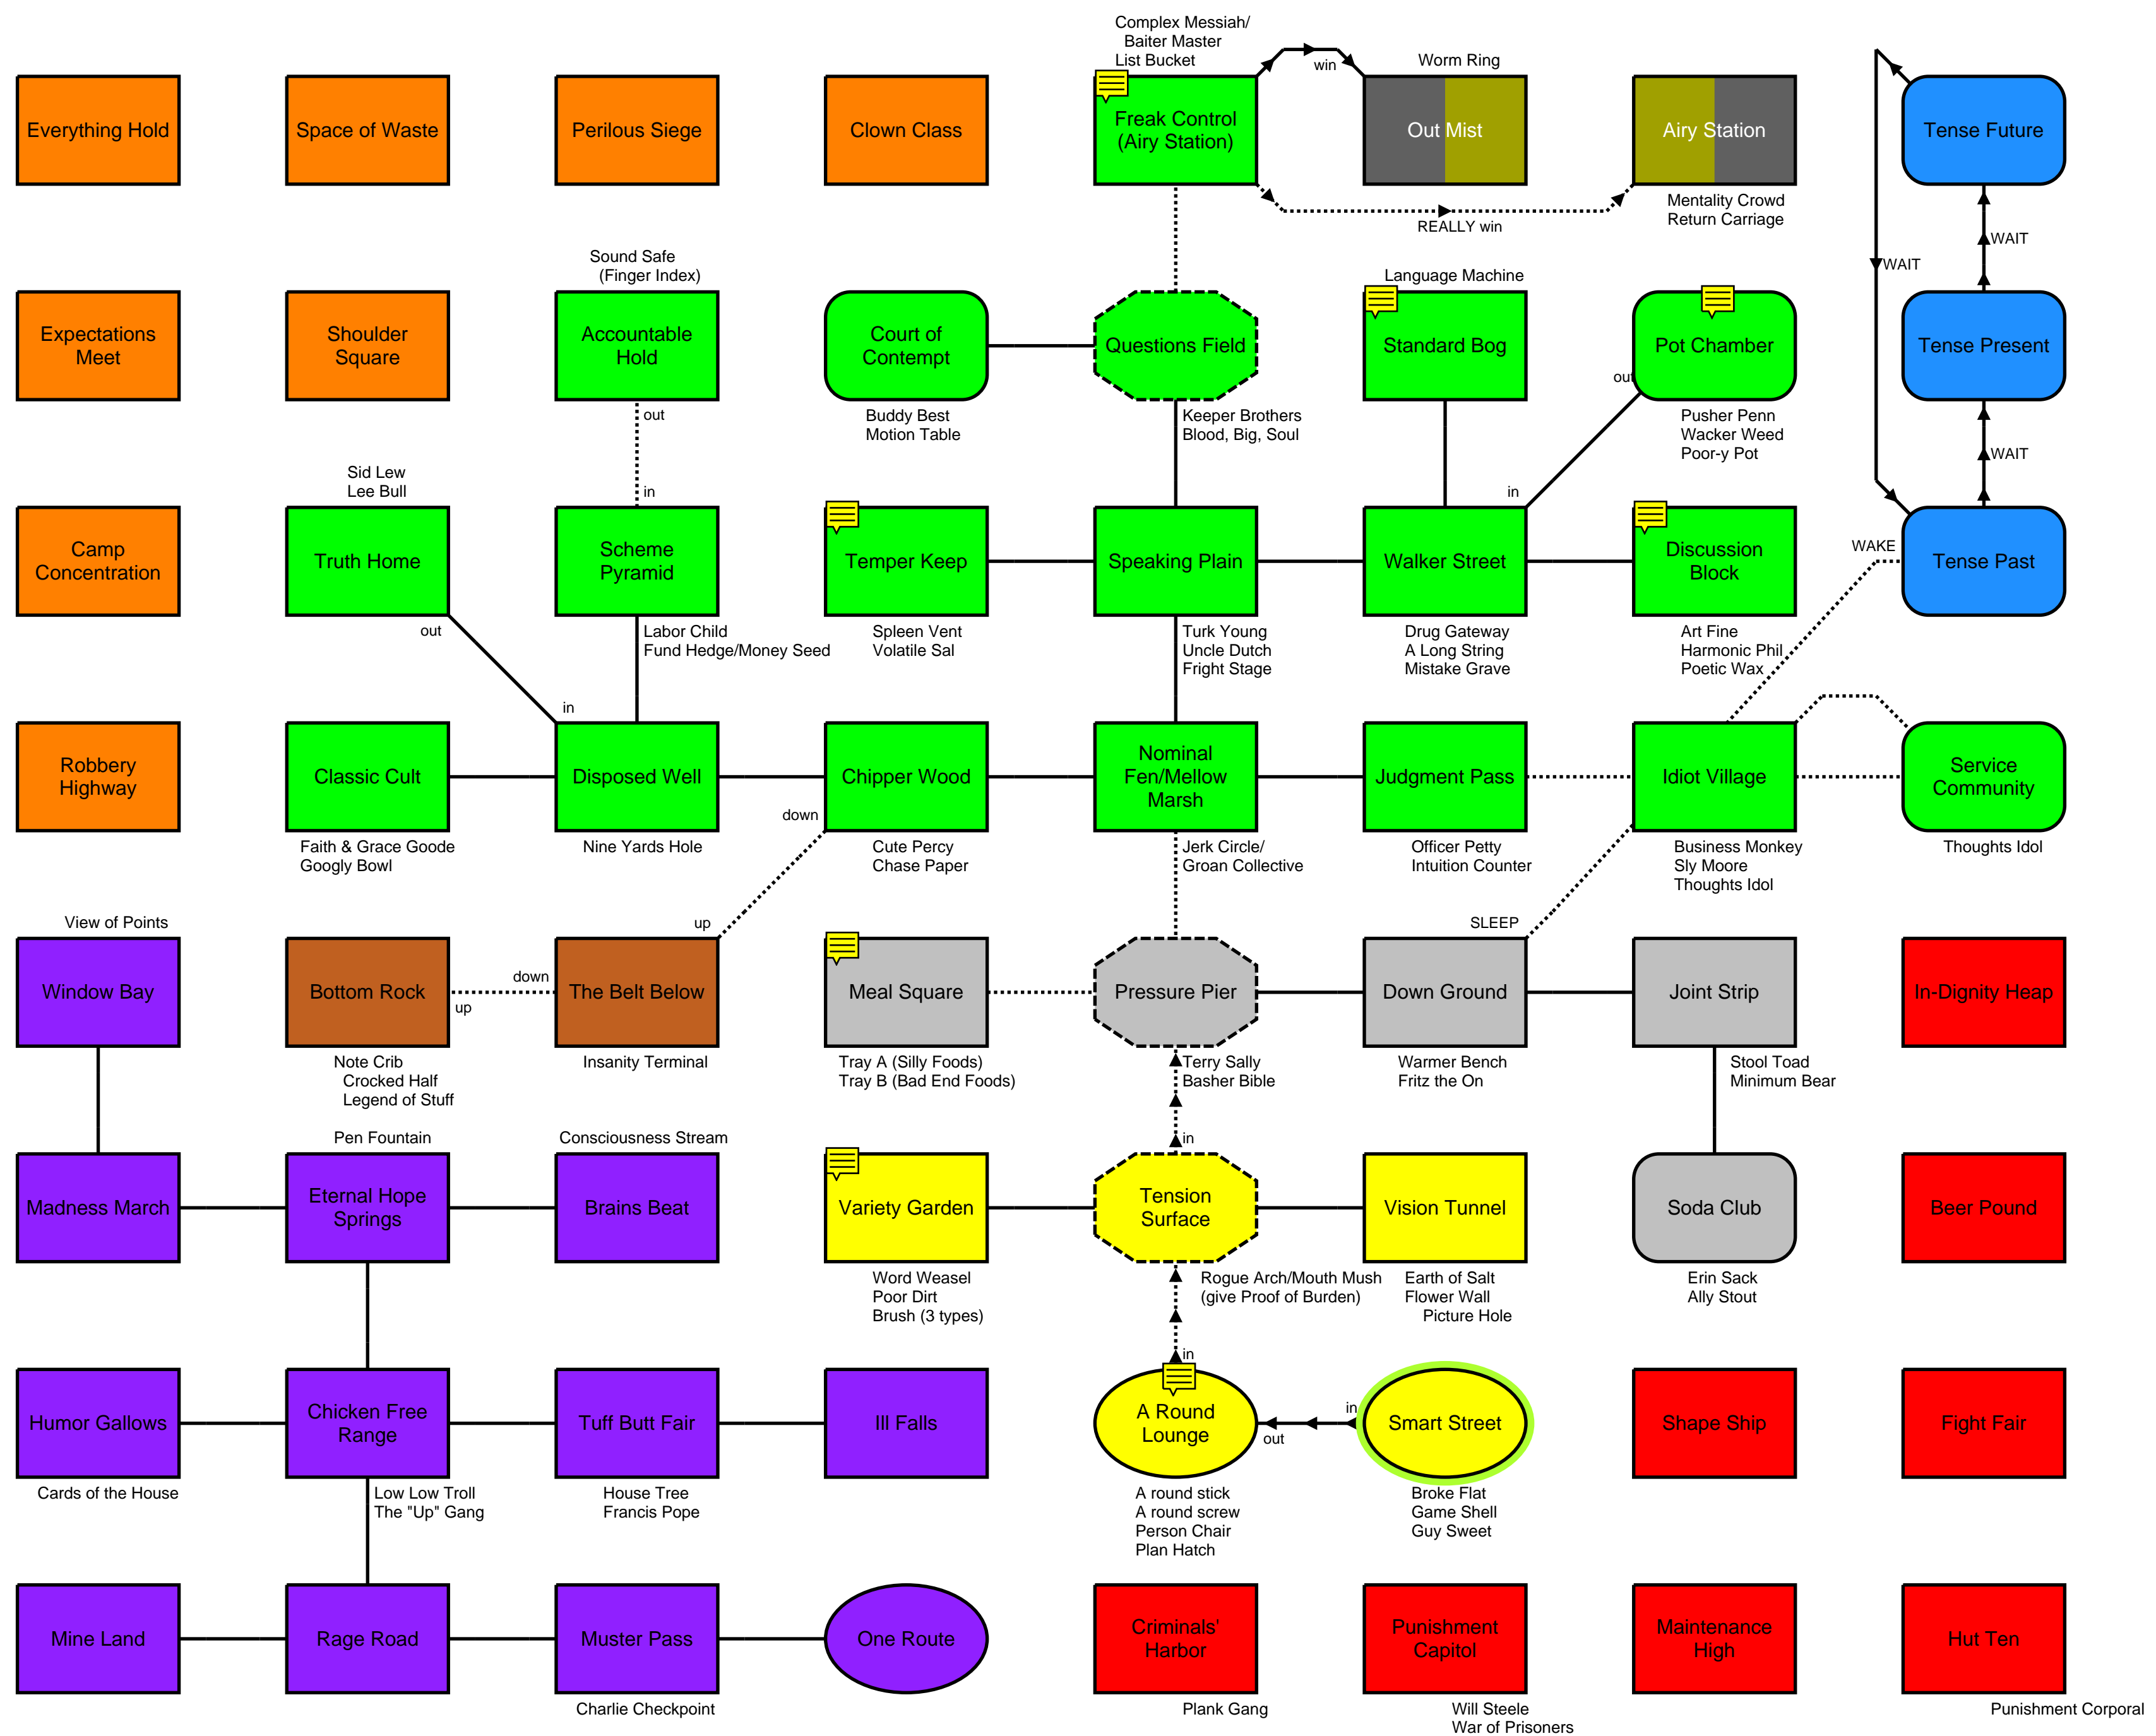 Complex Messiah/
Baiter Master
List Bucket
win
Worm Ring
Everything Hold
Space of Waste
Perilous Siege
Clown Class
Freak Control
(Airy Station)
Out Mist
Airy Station
Tense Future
REALLY win
Mentality Crowd
Return Carriage
WAIT
WAIT
Sound Safe
(Finger Index)
Language Machine
Expectations
Meet
Shoulder
Square
Accountable
Hold
Court of
Contempt
Questions Field
Standard Bog
Pot Chamber
Tense Present
out
out
Buddy Best
Motion Table
Keeper Brothers
Blood, Big, Soul
Pusher Penn
Wacker Weed
Poor-y Pot
WAIT
Sid Lew
Lee Bull
in
in
Camp
Concentration
Truth Home
Scheme
Pyramid
Temper Keep
Speaking Plain
Walker Street
Discussion
Block
WAKE
Tense Past
out
Labor Child
Fund Hedge/Money Seed
Spleen Vent
Volatile Sal
Turk Young
Uncle Dutch
Fright Stage
Drug Gateway
A Long String
Mistake Grave
Art Fine
Harmonic Phil
Poetic Wax
in
Robbery
Highway
Classic Cult
Disposed Well
Chipper Wood
Nominal
Fen/Mellow
Marsh
Judgment Pass
Idiot Village
Service
Community
down
Faith & Grace Goode
Googly Bowl
Nine Yards Hole
Cute Percy
Chase Paper
Jerk Circle/
Groan Collective
Officer Petty
Intuition Counter
Business Monkey
Sly Moore
Thoughts Idol
Thoughts Idol
View of Points
up
SLEEP
Window Bay
Bottom Rock
down
up
The Belt Below
Meal Square
Pressure Pier
Down Ground
Joint Strip
In-Dignity Heap
Note Crib
Crocked Half
Legend of Stuff
Insanity Terminal
Tray A (Silly Foods)
Tray B (Bad End Foods)
Terry Sally
Basher Bible
Warmer Bench
Fritz the On
Stool Toad
Minimum Bear
Pen Fountain
Consciousness Stream
in
Madness March
Eternal Hope
Springs
Brains Beat
Variety Garden
Tension
Surface
Vision Tunnel
Soda Club
Beer Pound
Word Weasel
Poor Dirt
Brush (3 types)
Rogue Arch/Mouth Mush
(give Proof of Burden)
Earth of Salt
Flower Wall
Picture Hole
Erin Sack
Ally Stout
in
Humor Gallows
Chicken Free
Range
Tuff Butt Fair
Ill Falls
A Round
Lounge
in
out
Smart Street
Shape Ship
Fight Fair
Cards of the House
Low Low Troll
The "Up" Gang
House Tree
Francis Pope
A round stick
A round screw
Person Chair
Plan Hatch
Broke Flat
Game Shell
Guy Sweet
Mine Land
Rage Road
Muster Pass
One Route
Criminals'
Harbor
Punishment
Capitol
Maintenance
High
Hut Ten
Charlie Checkpoint
Plank Gang
Will Steele
War of Prisoners
Punishment Corporal